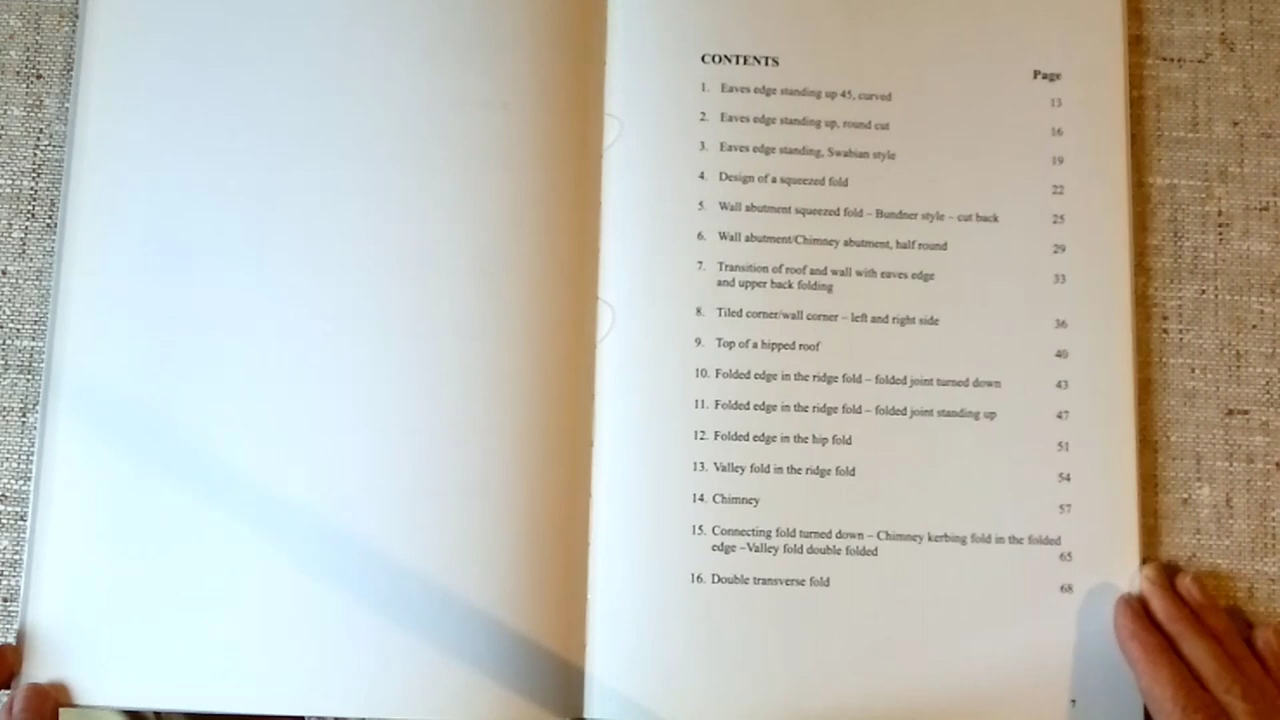 CONTENTS
Page
1. Eaves edge standing up 45, curved 13
2. Eaves edge standing up, round cut 16
3. Eaves edge standing, Swabian style 19
4. Design of a squeezed fold 22
5. Wall abutment squeezed fold – Bundner style – cut back 25
6. Wall abutment/Chimney abutment, half round 29
7. Transition of roof and wall with eaves edge 33
and upper back folding
8. Tiled corner/wall corner – left and right side 36
9. Top of a hipped roof 40
10. Folded edge in the ridge fold – folded joint turned down 43
11. Folded edge in the ridge fold – folded joint standing up 47
12. Folded edge in the hip fold 51
13. Valley fold in the ridge fold 54
14. Chimney 57
15. Connecting fold turned down – Chimney kerbing fold in the folded
edge –Valley fold double folded 65
16. Double transverse fold 68
7